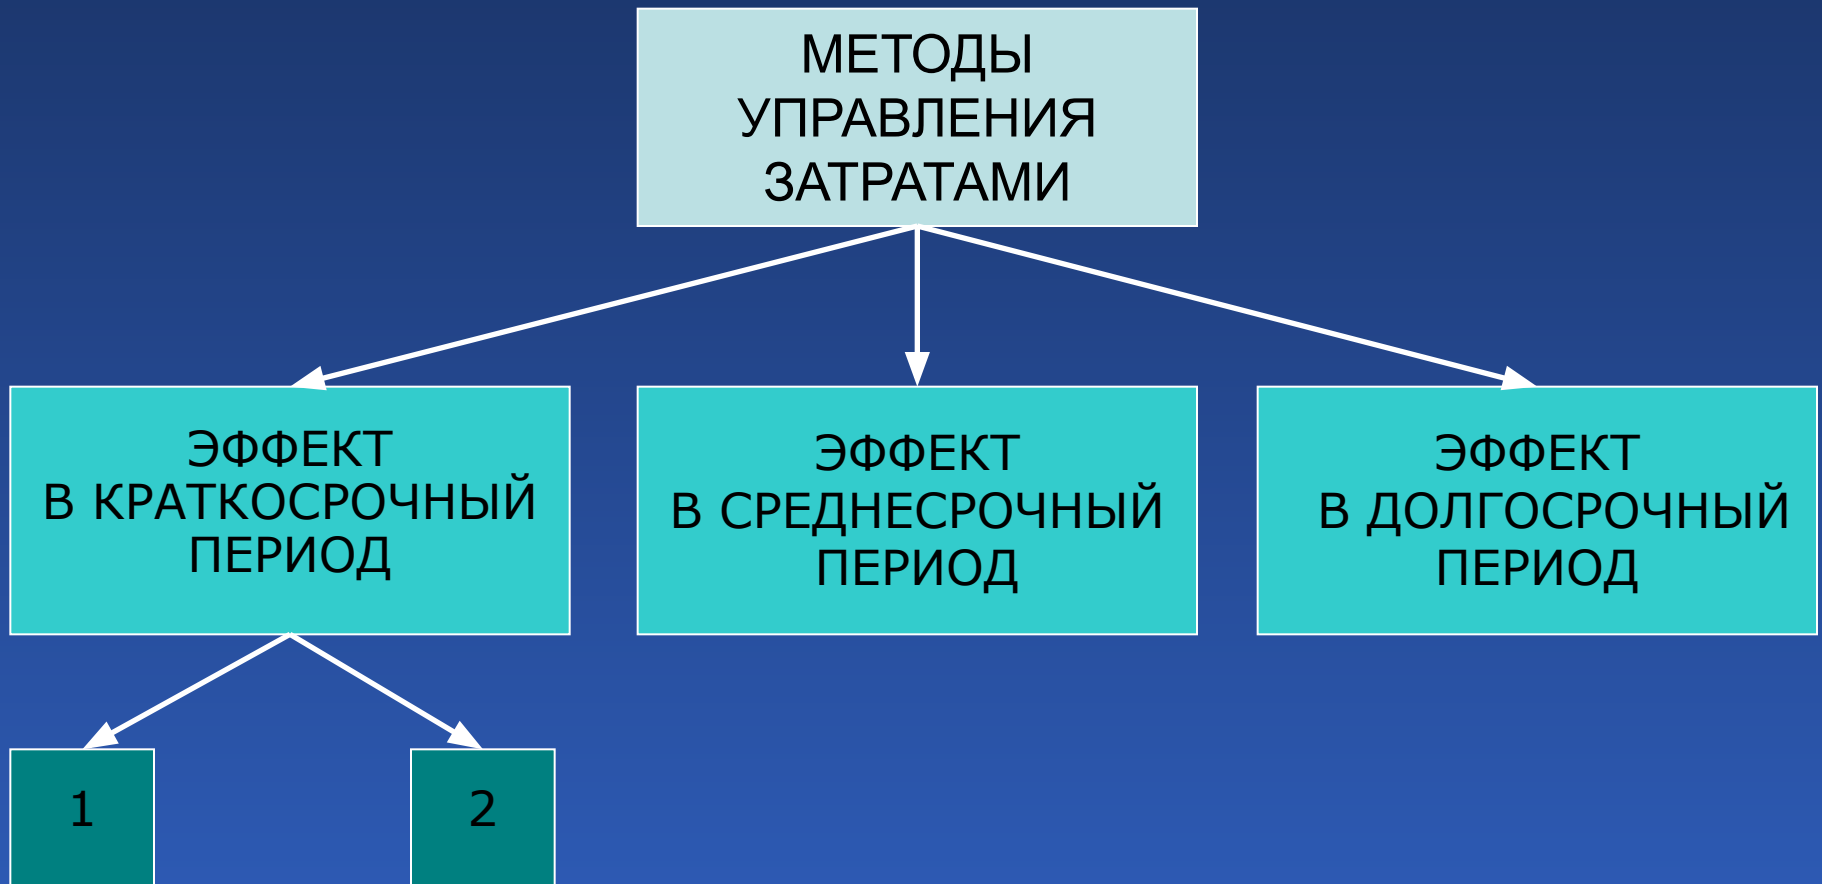 МЕТОДЫ
УПРАВЛЕНИЯ
ЗАТРАТАМИ
ЭФФЕКТ
В КРАТКОСРОЧНЫЙ
ПЕРИОД
ЭФФЕКТ
В СРЕДНЕСРОЧНЫЙ
ПЕРИОД
ЭФФЕКТ
В ДОЛГОСРОЧНЫЙ
ПЕРИОД
1
2